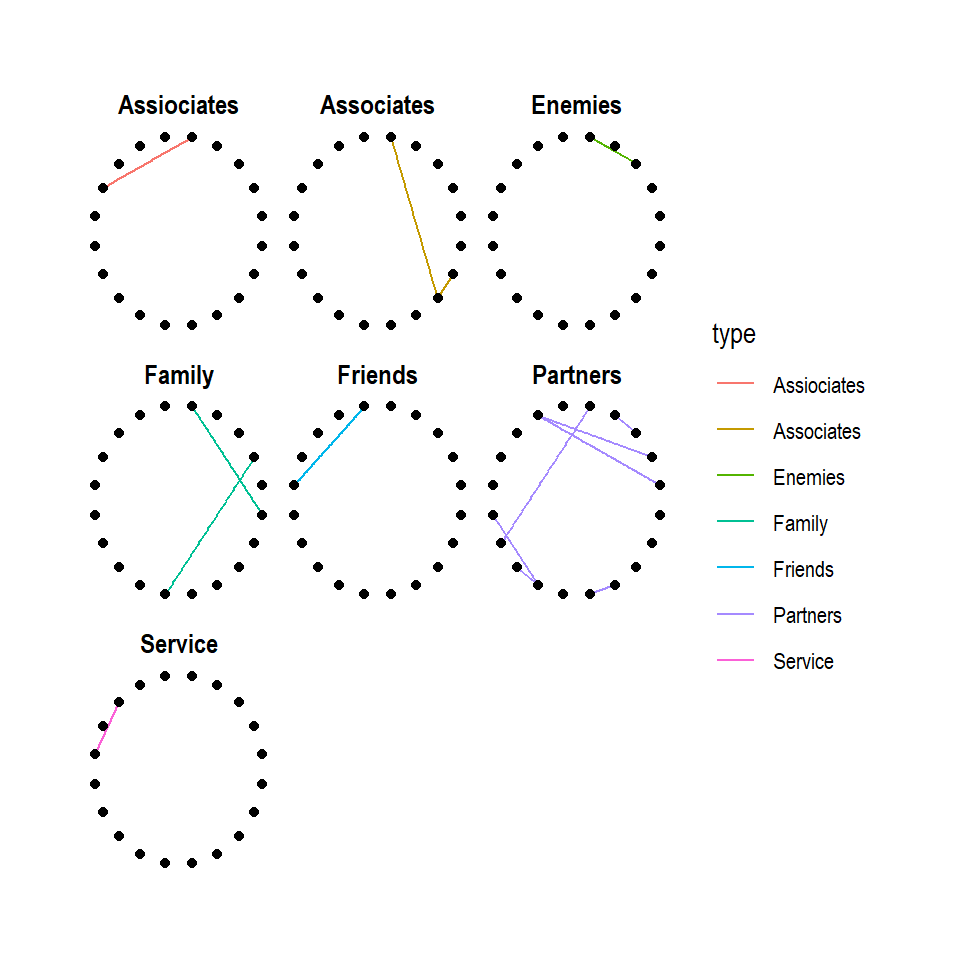 Assiociates
Associates
Enemies
Family
Friends
Partners
Service
type
Assiociates
Associates
Enemies
Family
Friends
Partners
Service